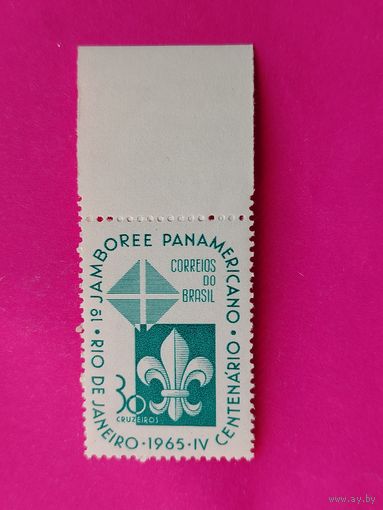 1º JAMBOREE PANAMERICANO •
RIO DE JANEIRO • 1965 • IV CENTENÁRIO •
CORREIOS
DO
BRASIL
30
CRUZEIROS
www.ay.by